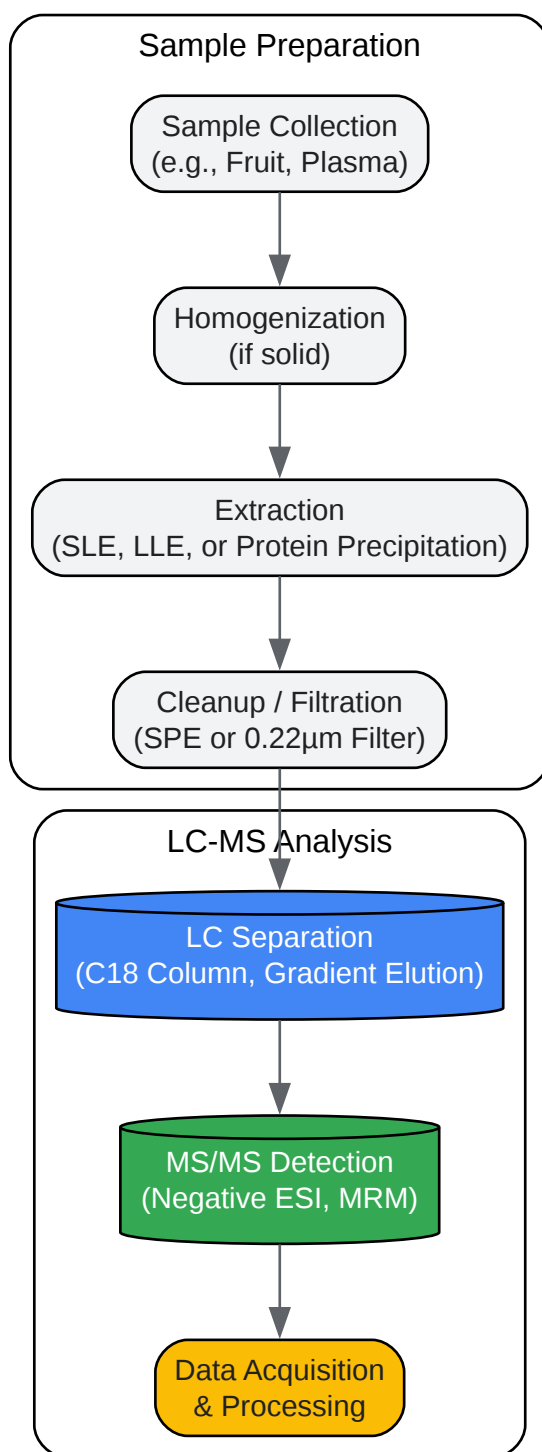 Sample Preparation
Sample Collection
(e.g., Fruit, Plasma)
Homogenization
(if solid)
Extraction
(SLE, LLE, or Protein Precipitation)
Cleanup / Filtration
(SPE or 0.22µm Filter)
LC-MS Analysis
LC Separation
(C18 Column, Gradient Elution)
MS/MS Detection
(Negative ESI, MRM)
Data Acquisition
& Processing